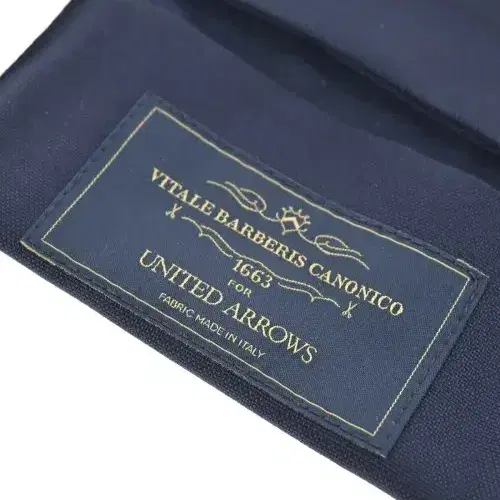 VITALE BARBERIS CANONICO
1663
FOR
UNITED ARROWS
FABRIC MADE IN ITALY